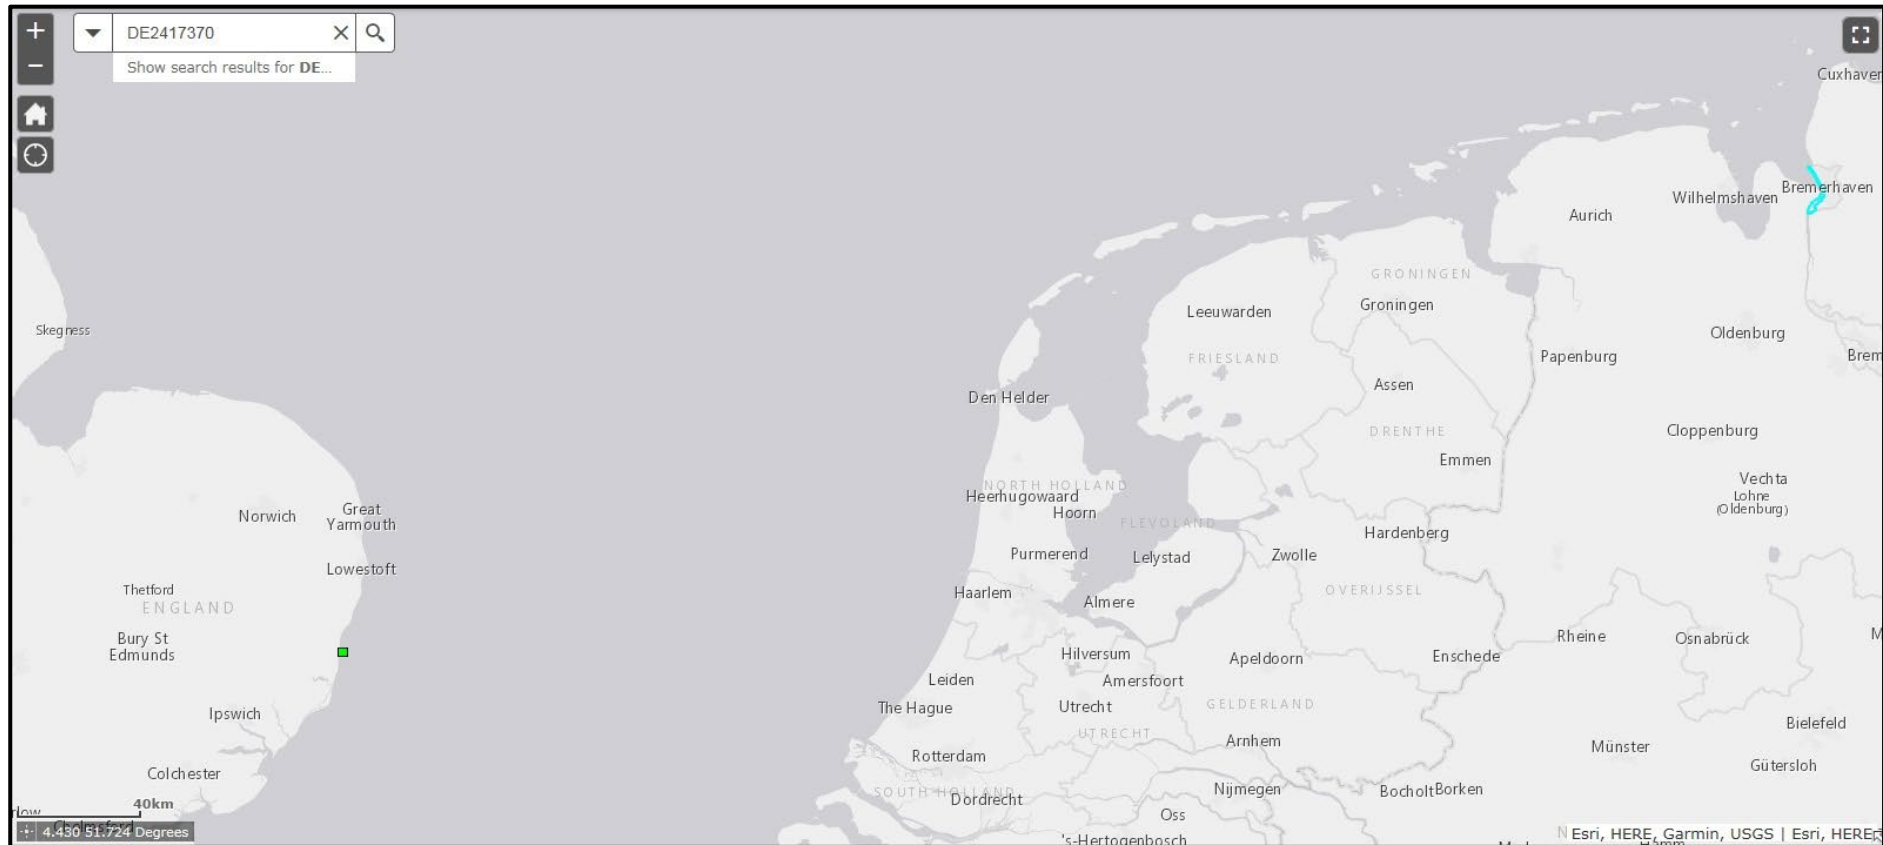 +
DE2417370
−
Show search results for DE...
Cuxhaven
Bremerhaven
Wilhelmshaven
Aurich
GRONINGEN
Groningen
Leeuwarden
Skegness
Oldenburg
FRIESLAND
Papenburg
Brem
Assen
Den Helder
DRENTHE
Cloppenburg
Emmen
Vechta
NORTH HOLLAND
Heerhugowaard
Lohne
(Oldenburg)
Hoorn
Great
Yarmouth
Norwich
FLEVOLAND
Hardenberg
Purmerend
Lelystad
Zwolle
Lowestoft
Thetford
Haarlem
OVERIJSSEL
Almere
ENGLAND
Bury St
Edmunds
Rheine
Osnabrück
M
Hilversum
Apeldoorn
Enschede
Leiden
Amersfoort
The Hague
Utrecht
GELDERLAND
Ipswich
Bielefeld
UTRECHT
Arnhem
Münster
Rotterdam
Gütersloh
Colchester
SOUTH HOLLAND
Dordrecht
Nijmegen
Bocholt
Borken
40km
rlow
Oss
Chelmsford
4.430 51.724 Degrees
's-Hertogenbosch
Esri, HERE, Garmin, USGS | Esri, HERE
Hamm